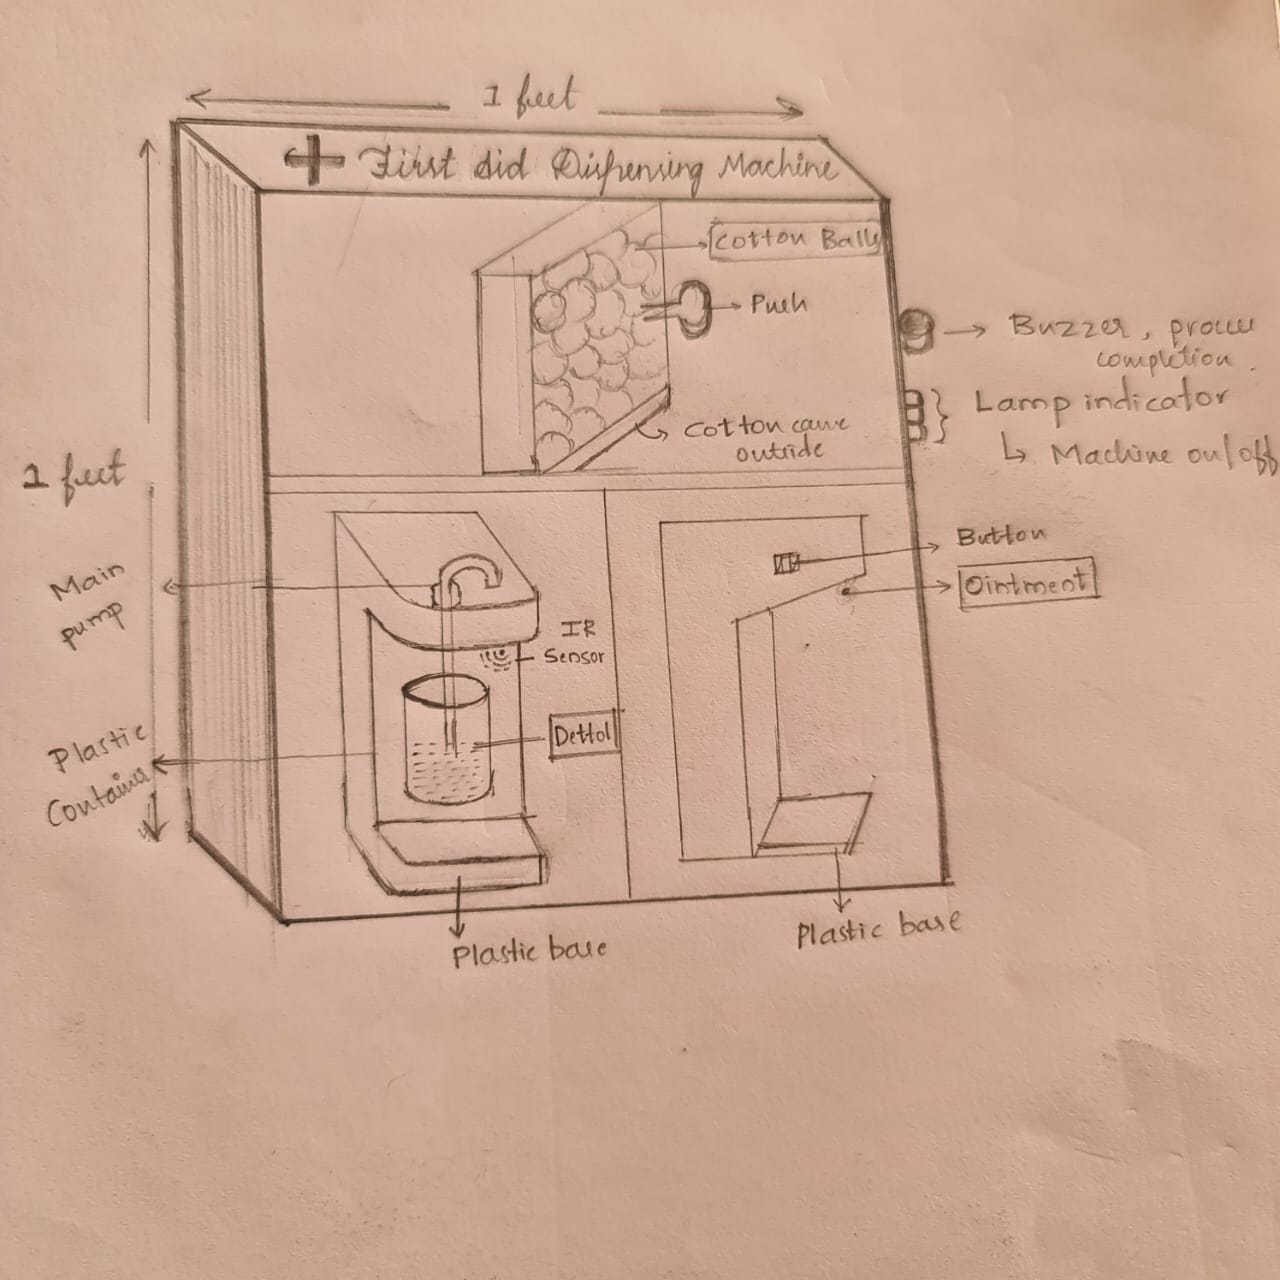 1 feet
+ First Aid Dispensing Machine
Cotton Balls
Push
Buzzer, process
completion.
Lamp indicator
↳ Machine on/off
Cotton came
outside
1 feet
Button
Ointment
Main
pump
IR
Sensor
Dettol
Plastic
Container
Plastic base
Plastic base